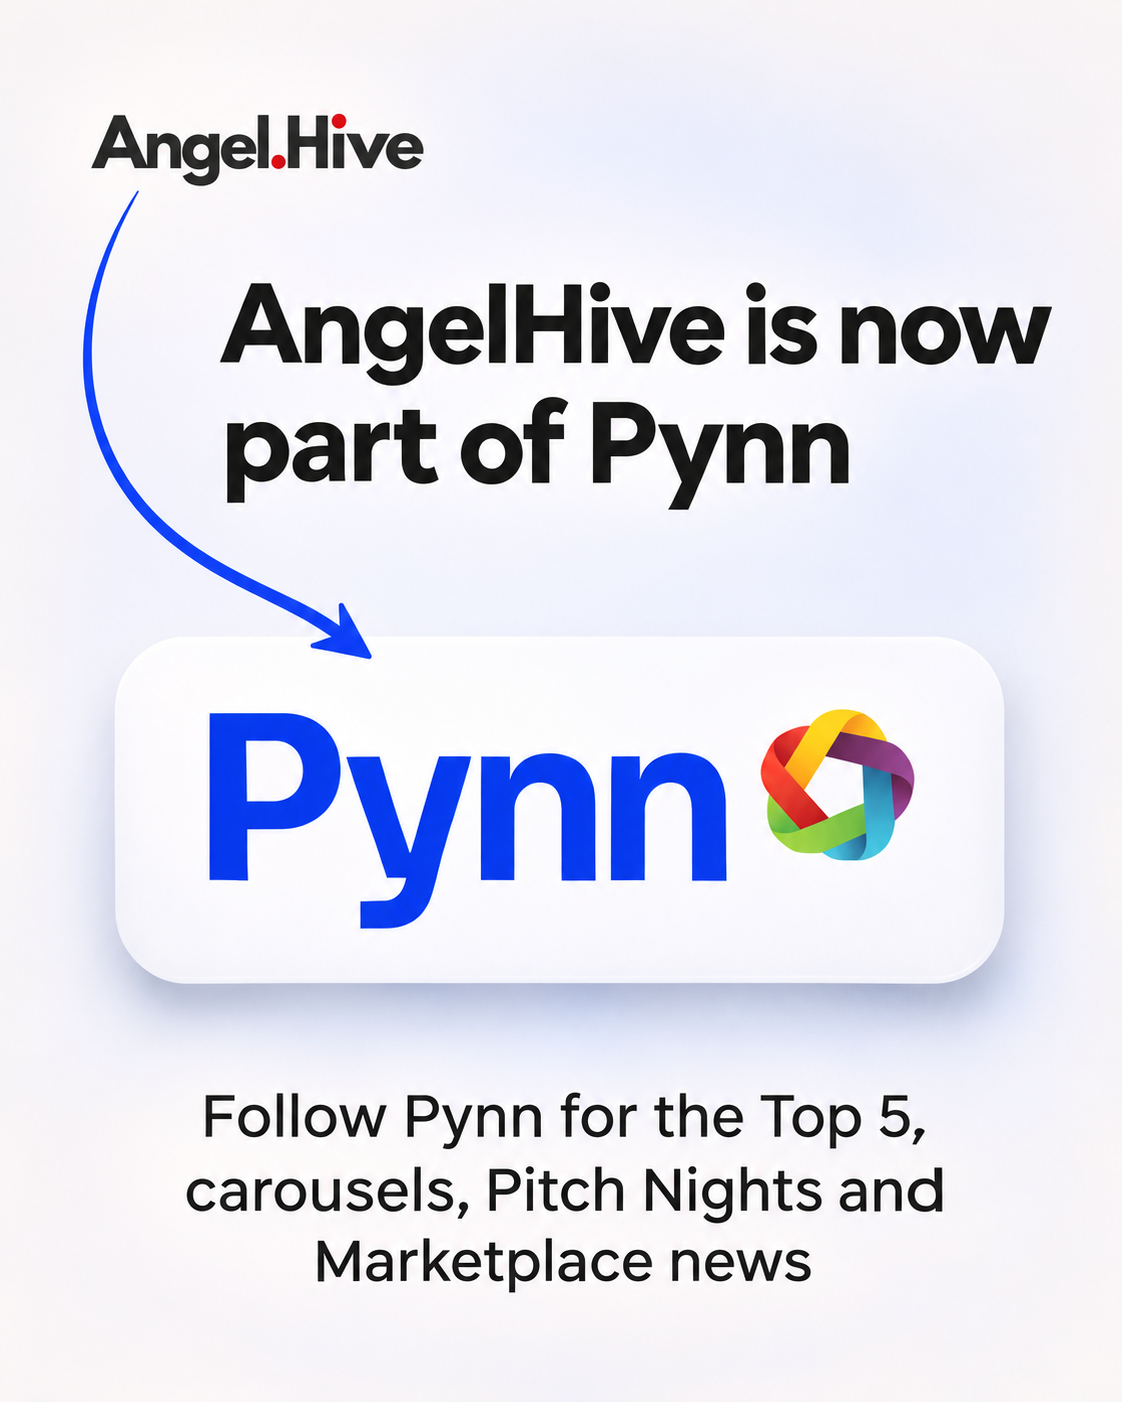 Angel.Hive
AngelHive is now
part of Pynn
Pynn
Follow Pynn for the Top 5,
carousels, Pitch Nights and
Marketplace news